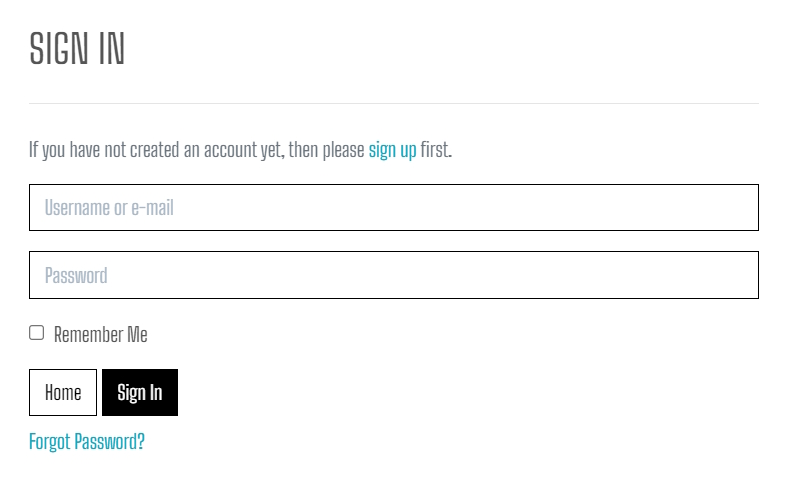 SIGN IN
If you have not created an account yet, then please sign up first.
Username or e-mail
Password
Remember Me
Home Sign In
Forgot Password?